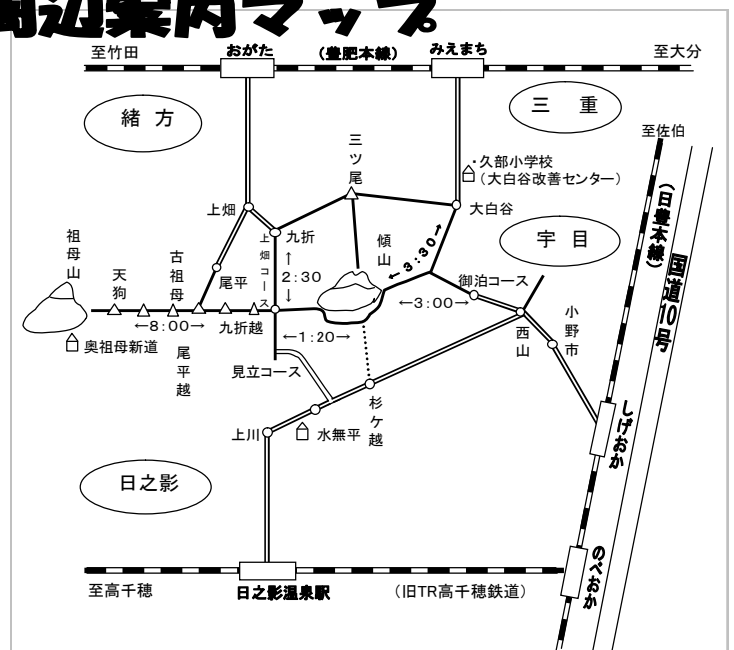 周辺案内マップ
至竹田
おがた
(豊肥本線)
みえまち
至大分
緒方
三 重
至佐伯
三ツ尾
・久部小学校
(大白谷改善センター)
上畑
九折
大白谷
(日豊本線)
国道10号
祖母山
天狗
古祖母
尾平
上畑コース
↑
2:30
↓
傾山
←3:30→
宇目
御泊コース
←3:00→
←8:00→
九折越
小野市
西山
奥祖母新道
尾平越
←1:20→
見立コース
杉ケ越
しげおか
上川
水無平
日之影
のべおか
至高千穂
日之影温泉駅
(旧TR高千穂鉄道)